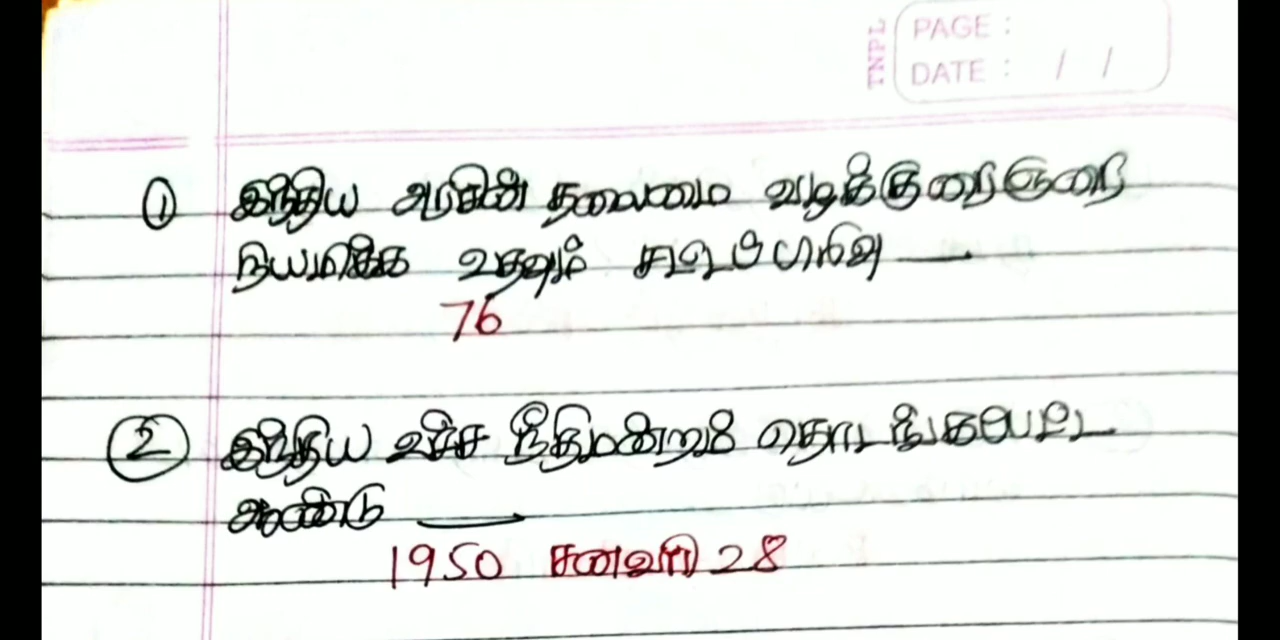 TNPL
PAGE :
DATE : / /
① இந்திய அரசின் தலைமை வழக்குரைஞரை
நியமிக்க உதவும் சட்டப்பிரிவு —
76
② இந்திய உச்ச நீதிமன்றம் தொடங்கப்பட்ட
ஆண்டு —
1950 சனவரி 28